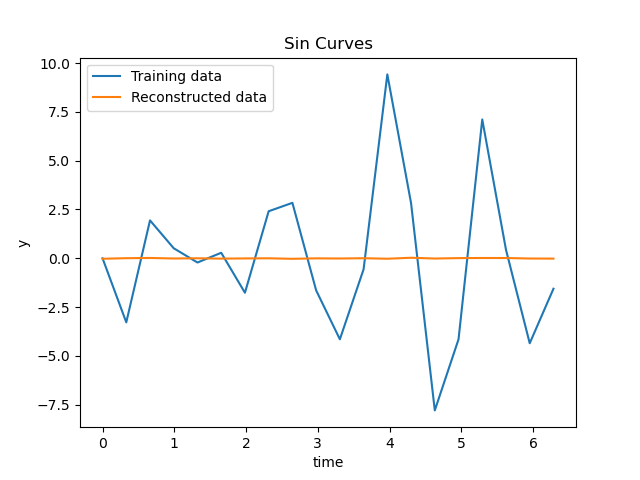 Sin Curves
Training data
Reconstructed data
10.0
7.5
5.0
2.5
0.0
−2.5
−5.0
−7.5
y
0 1 2 3 4 5 6
time